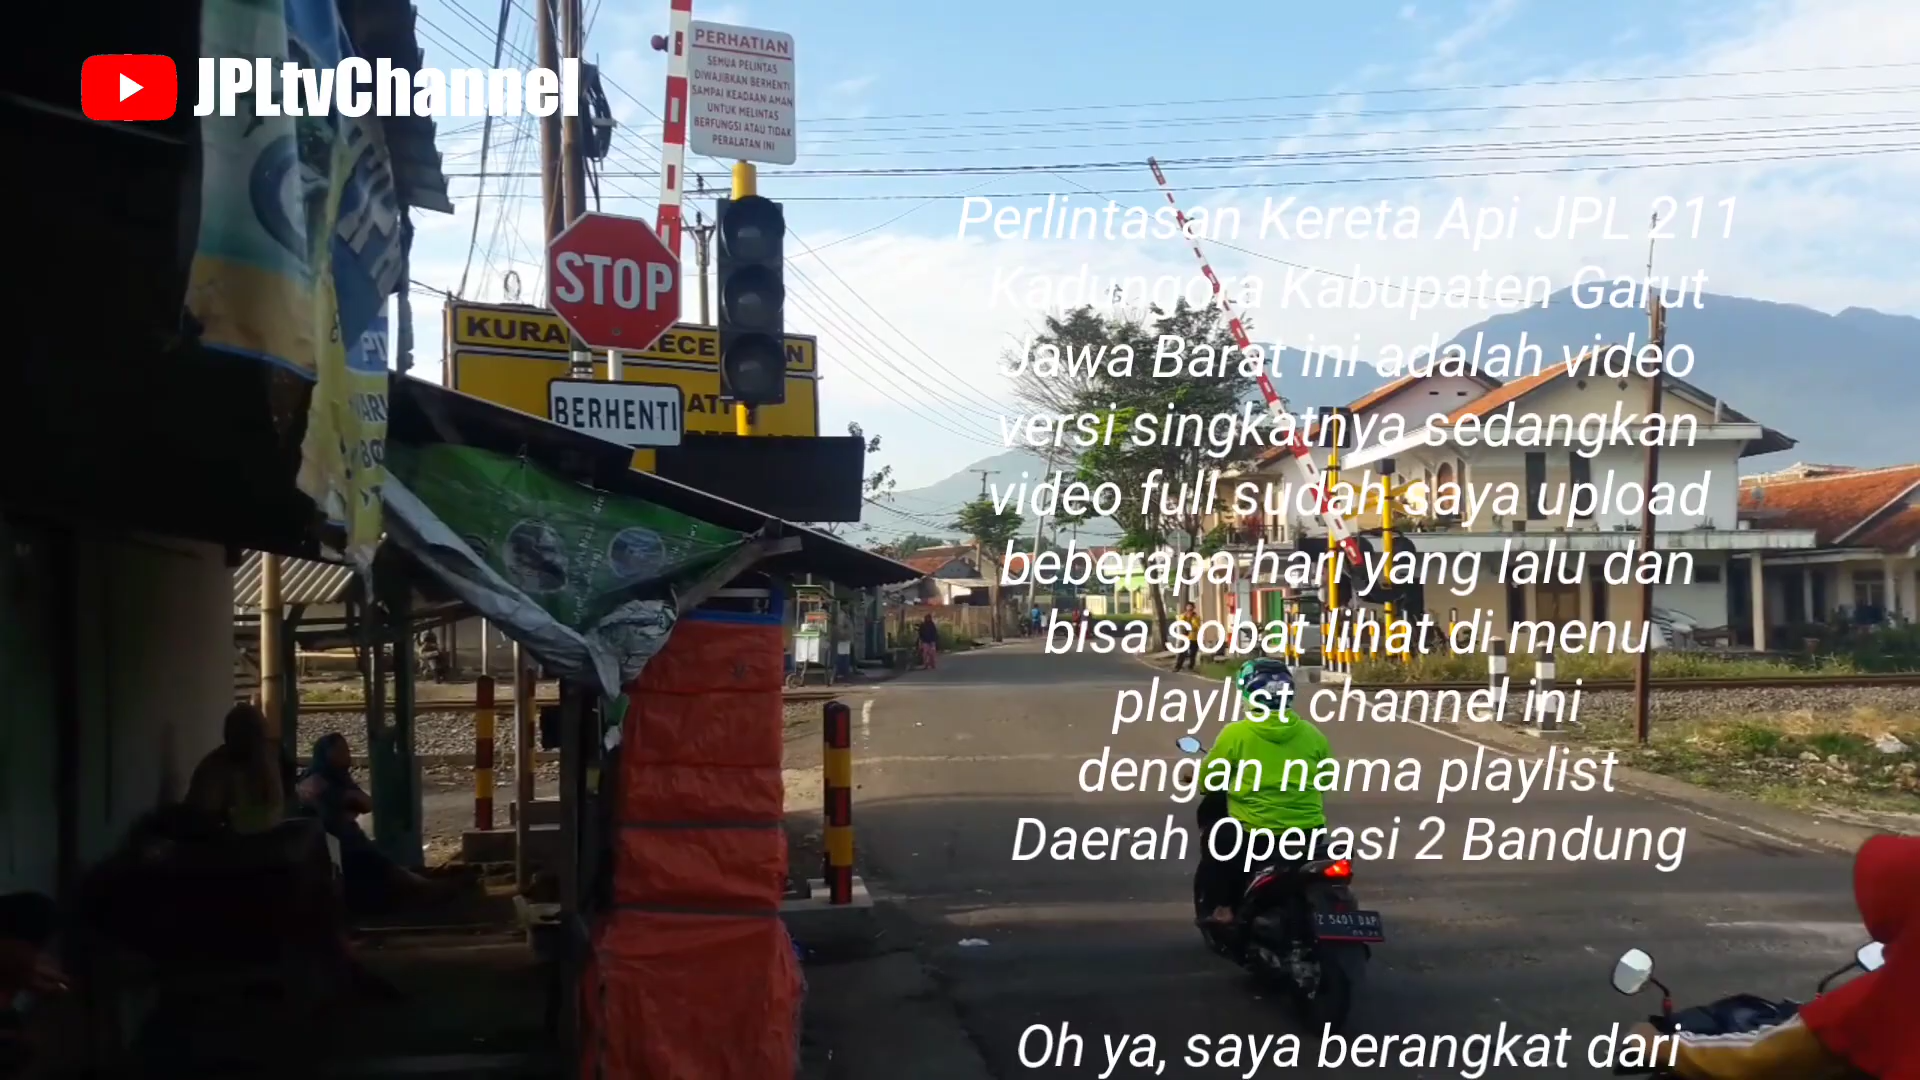 JPLtvChannel
PERHATIAN
SEMUA PELINTAS
DIWAJIBKAN BERHENTI
SAMPAI KEADAAN AMAN
UNTUK MELINTAS
BERFUNGSI ATAU TIDAK
PERALATAN INI
STOP
BERHENTI
Perlintasan Kereta Api JPL 211
Kadungora Kabupaten Garut
Jawa Barat ini adalah video
versi singkatnya sedangkan
video full sudah saya upload
beberapa hari yang lalu dan
bisa sobat lihat di menu
playlist channel ini
dengan nama playlist
Daerah Operasi 2 Bandung
Oh ya, saya berangkat dari
Z 5401 DAP